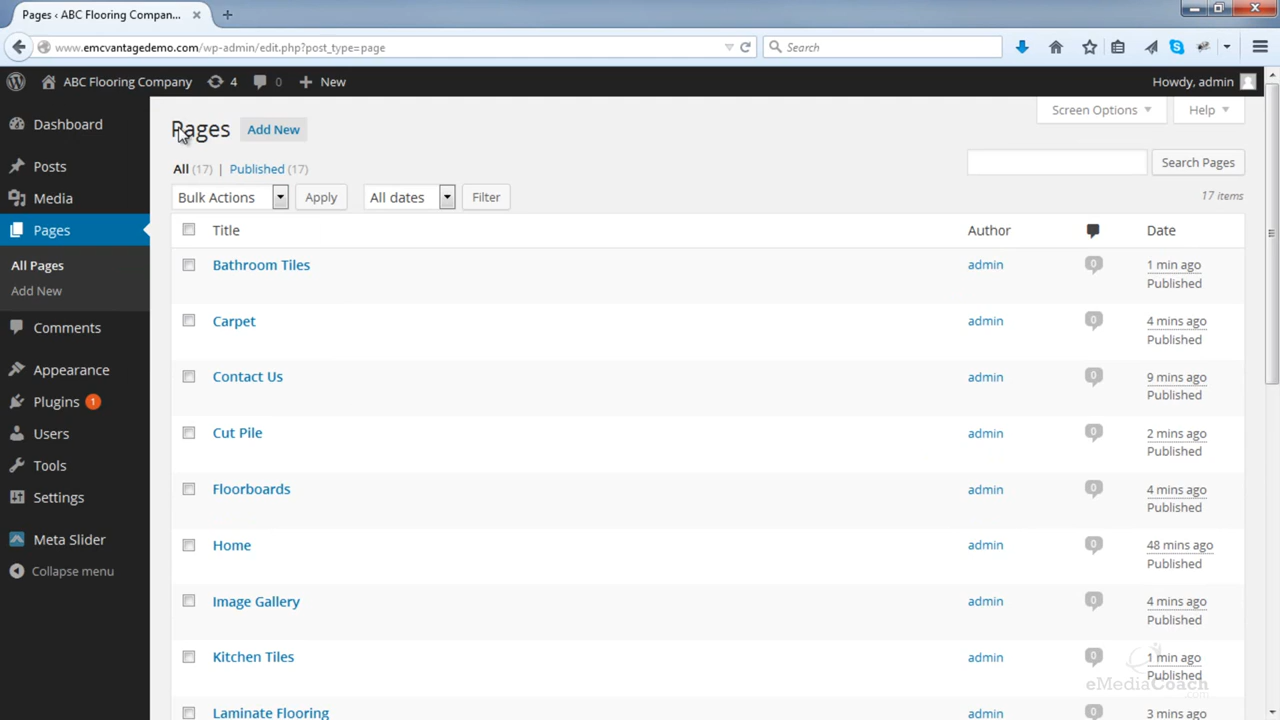 Pages ‹ ABC Flooring Compan... × +
www.emcvantagedemo.com/wp-admin/edit.php?post_type=page Search
ABC Flooring Company 4 0 + New Howdy, admin
Dashboard
Posts
Media
Pages
All Pages
Add New
Comments
Appearance
Plugins 1
Users
Tools
Settings
Meta Slider
Collapse menu
Screen Options Help
Pages Add New
All (17) | Published (17) Search Pages
Bulk Actions Apply All dates Filter 17 items
Title Author Date
Bathroom Tiles admin 0 1 min ago
Published
Carpet admin 0 4 mins ago
Published
Contact Us admin 0 9 mins ago
Published
Cut Pile admin 0 2 mins ago
Published
Floorboards admin 0 4 mins ago
Published
Home admin 0 48 mins ago
Published
Image Gallery admin 0 4 mins ago
Published
Kitchen Tiles admin 0 1 min ago
Published
Laminate Flooring admin 0 3 mins ago
eMediaCoach
.com